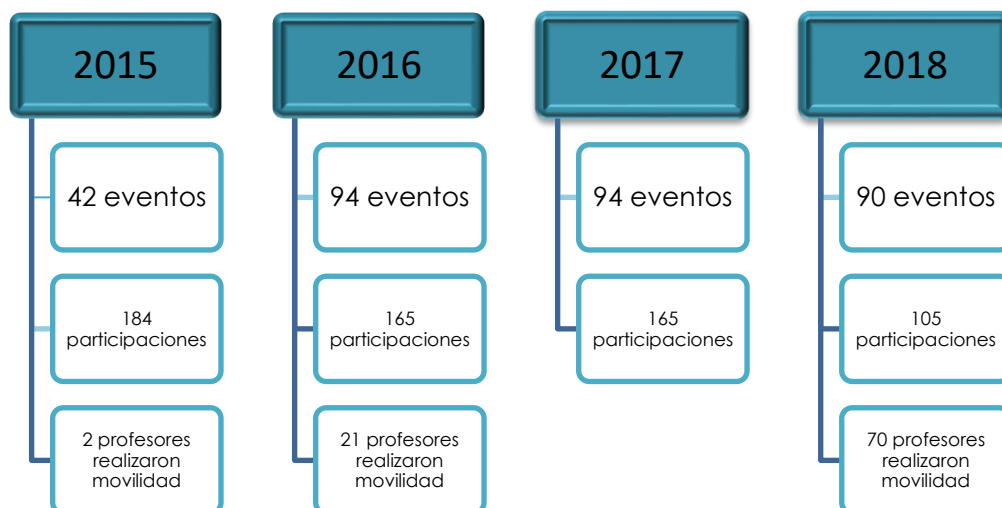 2015
42 eventos
184
participaciones
2 profesores
realizaron
movilidad
2016
94 eventos
165
participaciones
21 profesores
realizaron
movilidad
2017
94 eventos
165
participaciones
2018
90 eventos
105
participaciones
70 profesores
realizaron
movilidad